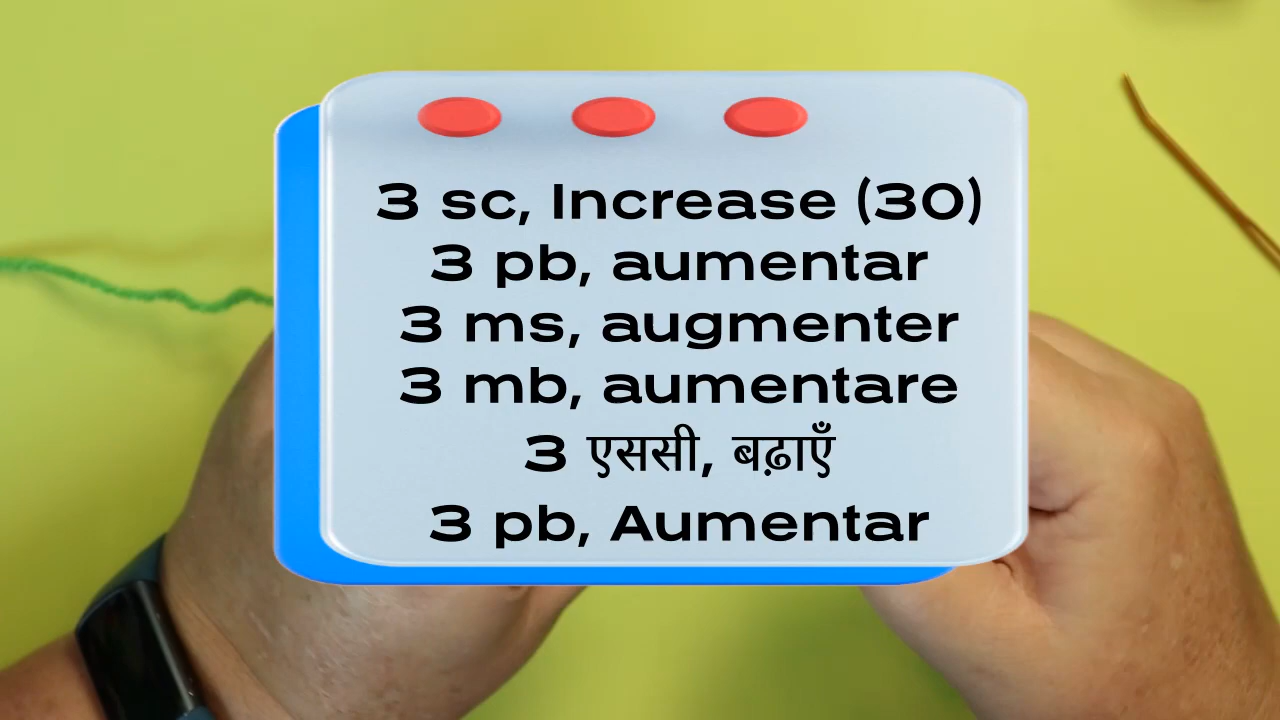 3 sc, Increase (30)
3 pb, aumentar
3 ms, augmenter
3 mb, aumentare
3 एससी, बढ़ाएँ
3 pb, Aumentar